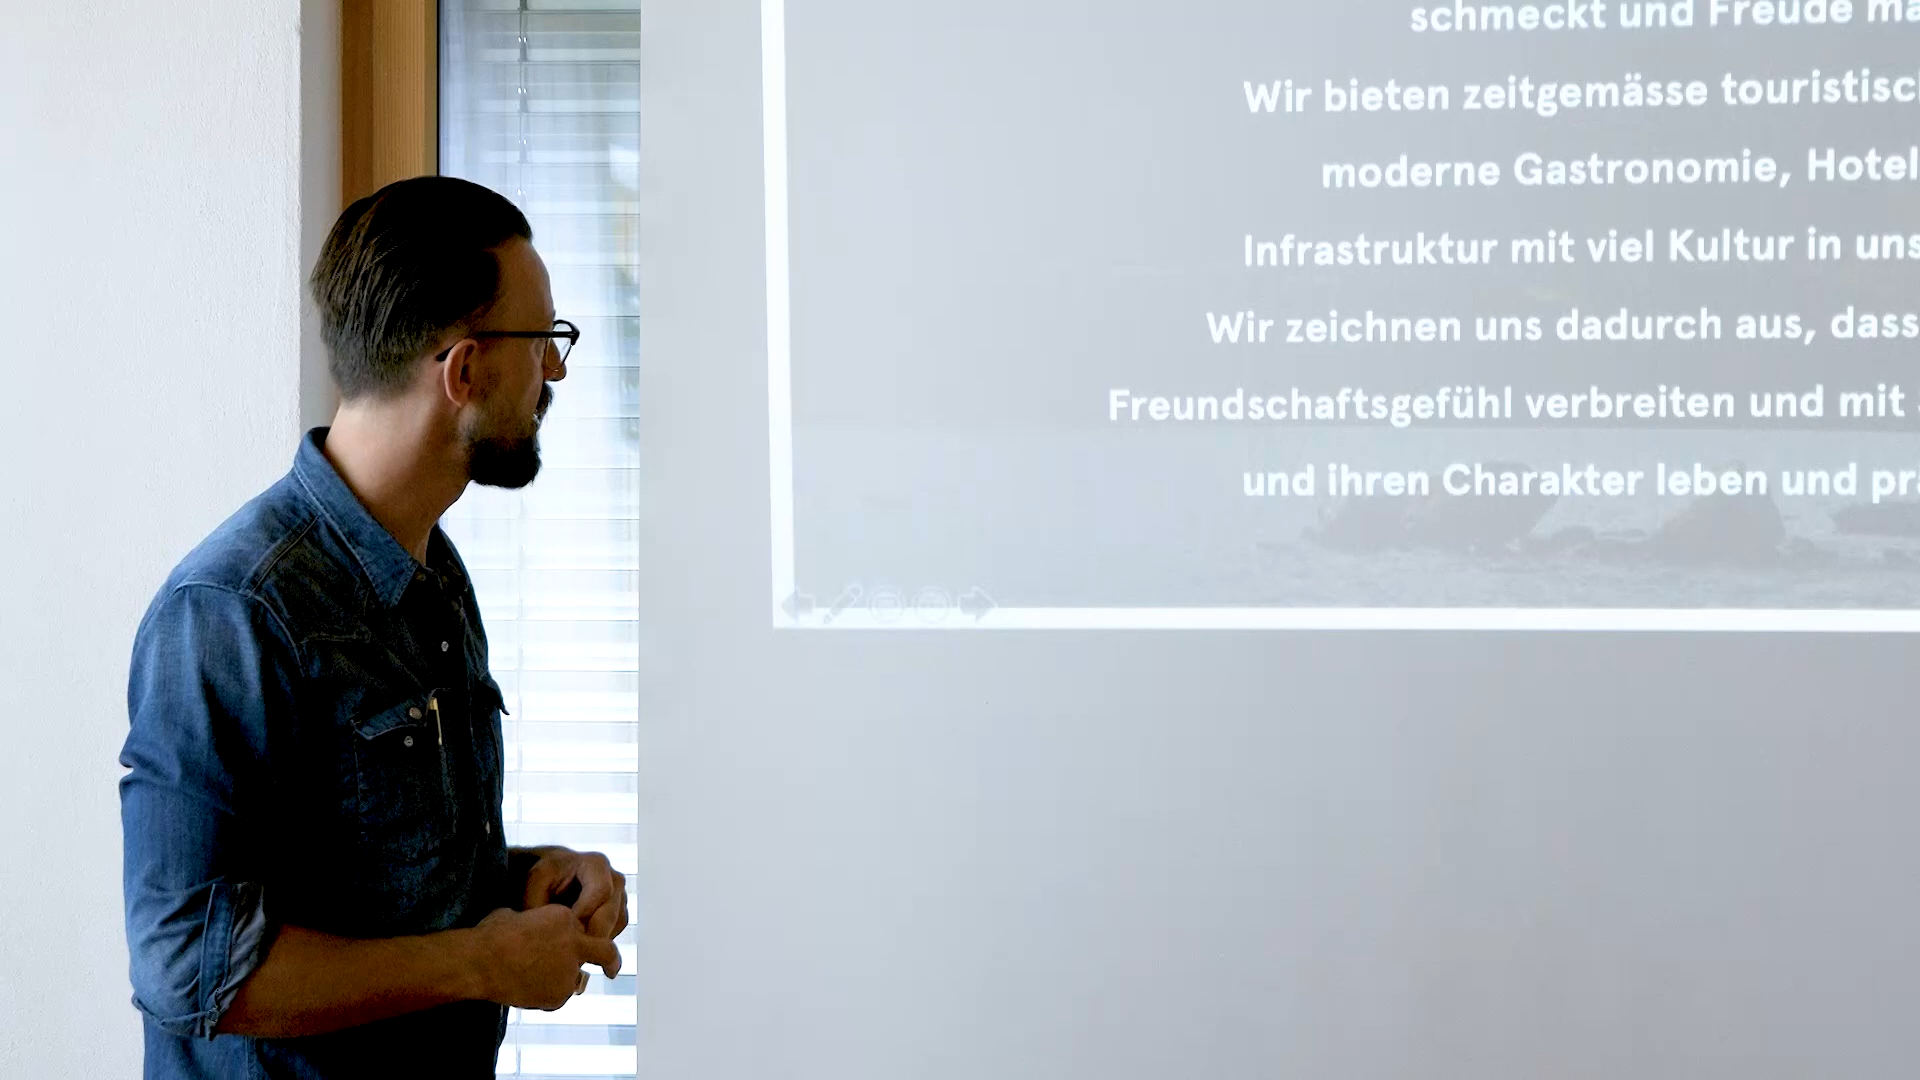 schmeckt und Freude
Wir bieten zeitgemässe
moderne Gastronomie,
Infrastruktur mit viel Kultur in
Wir zeichnen uns dadurch aus, dass
Freundschaftsgefühl verbreiten und mit
und ihren Charakter leben und